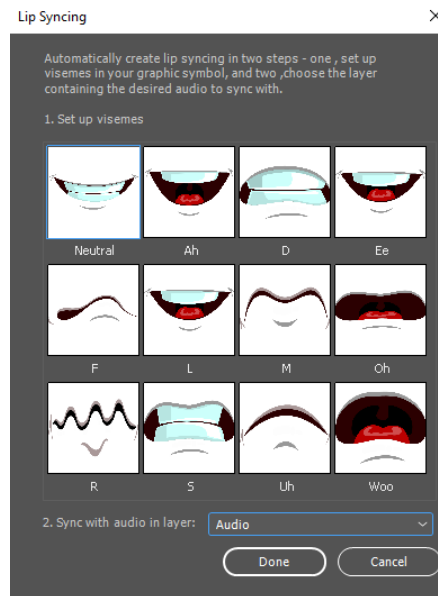 Lip Syncing
Automatically create lip syncing in two steps - one , set up
visemes in your graphic symbol, and two ,choose the layer
containing the desired audio to sync with.
1. Set up visemes
Neutral Ah D Ee
F L M Oh
R S Uh Woo
2. Sync with audio in layer: Audio
Done Cancel